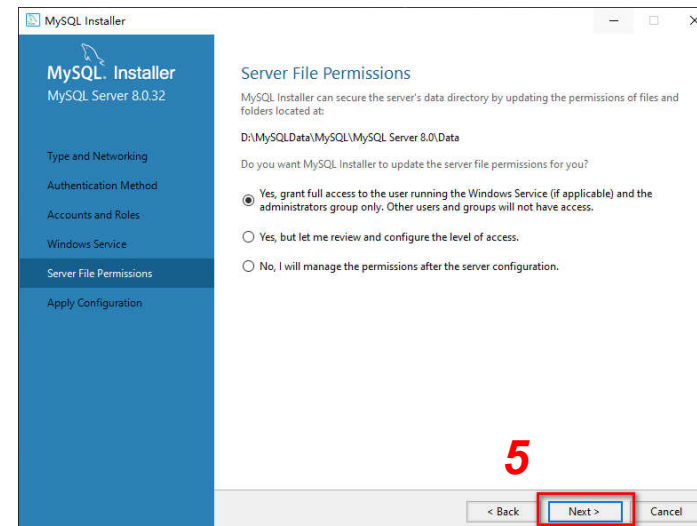 MySQL Installer
MySQL. Installer
MySQL Server 8.0.32
Type and Networking
Authentication Method
Accounts and Roles
Windows Service
Server File Permissions
Apply Configuration
Server File Permissions
MySQL Installer can secure the server's data directory by updating the permissions of files and
folders located at:
D:\MySQLData\MySQL\MySQL Server 8.0\Data
Do you want MySQL Installer to update the server file permissions for you?
Yes, grant full access to the user running the Windows Service (if applicable) and the
administrators group only. Other users and groups will not have access.
Yes, but let me review and configure the level of access.
No, I will manage the permissions after the server configuration.
5
< Back Next > Cancel